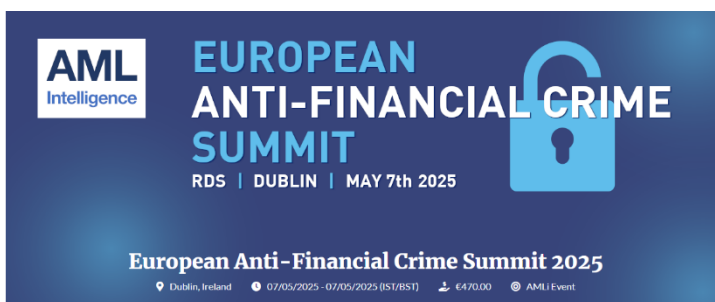 AML
Intelligence
EUROPEAN
ANTI-FINANCIAL CRIME
SUMMIT
RDS | DUBLIN | MAY 7th 2025
European Anti-Financial Crime Summit 2025
Dublin, Ireland 07/05/2025 - 07/05/2025 (IST/BST) €470.00 AMLi Event